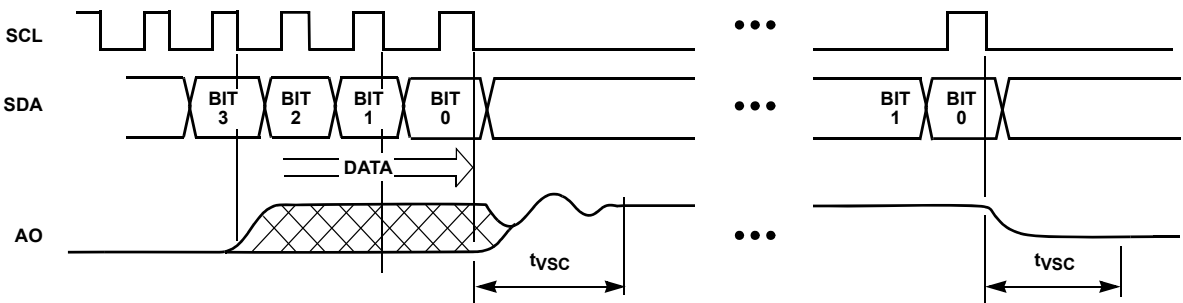 SCL
•••
SDA
BIT 3
BIT 2
BIT 1
BIT 0
•••
BIT 1
BIT 0
DATA
AO
•••
tVSC
tVSC